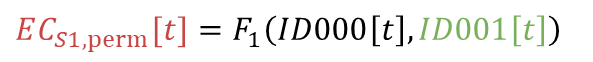 EC_{S1,perm}[t] = F_1(ID000[t], ID001[t])